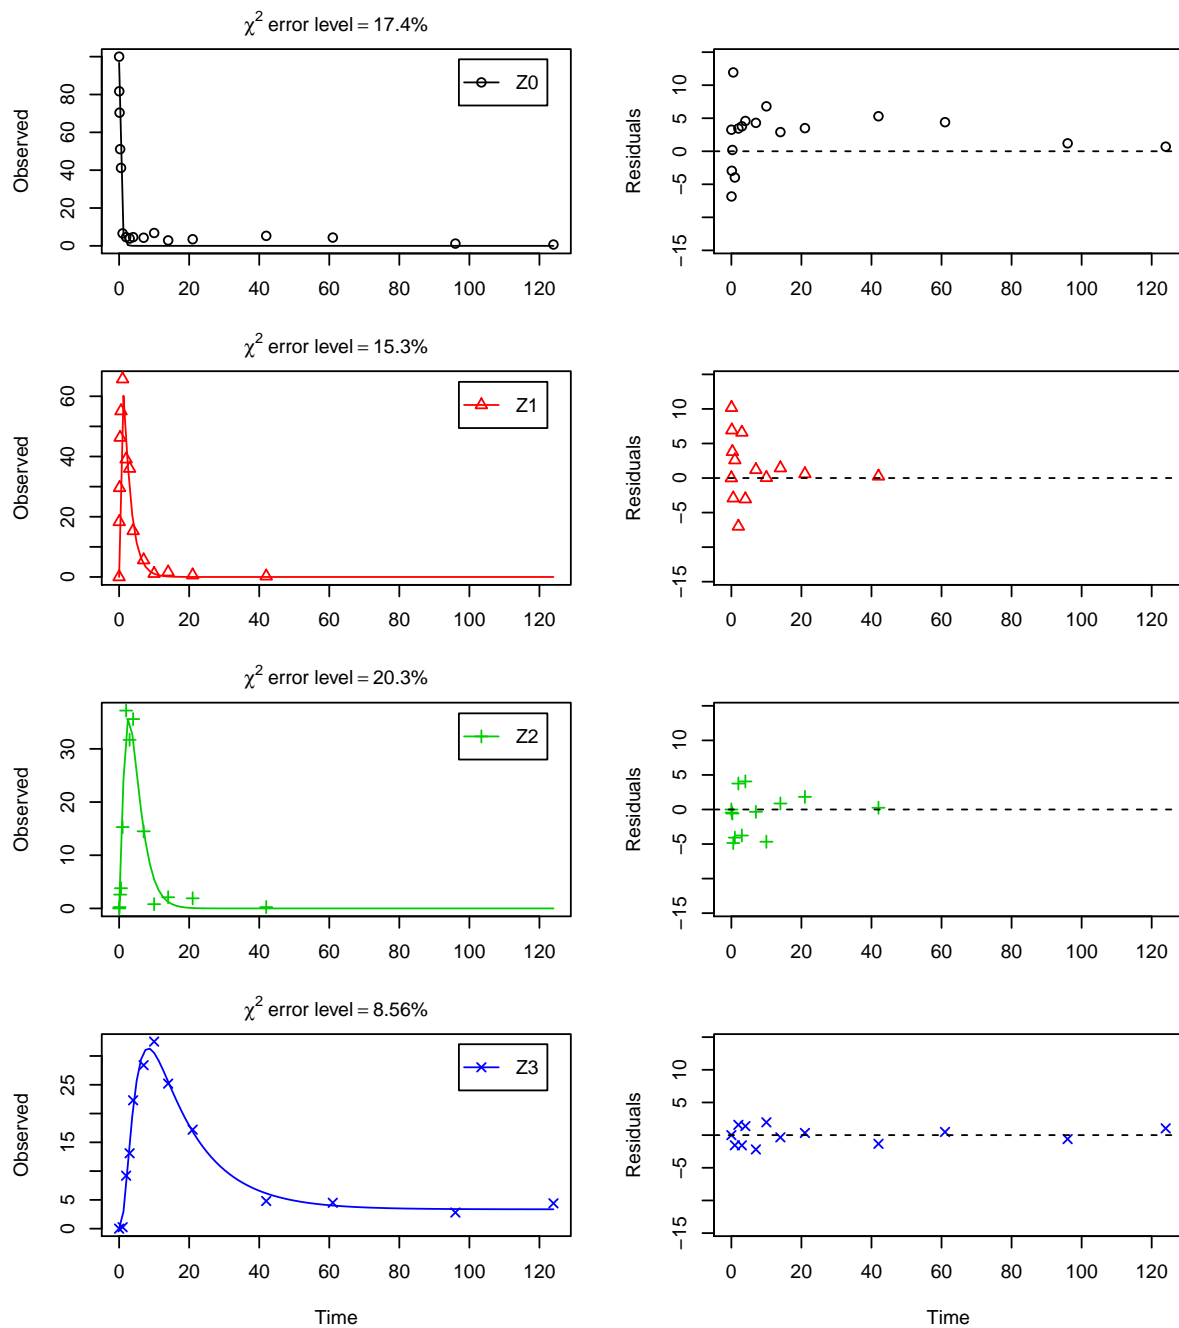 χ2 error level = 17.4%
Observed
0 20 40 60 80
0 20 40 60 80 100 120
Z0
Residuals
−15 −5 0 5 10
0 20 40 60 80 100 120
χ2 error level = 15.3%
Observed
0 20 40 60
0 20 40 60 80 100 120
Z1
Residuals
−15 −5 0 5 10
0 20 40 60 80 100 120
χ2 error level = 20.3%
Observed
0 10 20 30
0 20 40 60 80 100 120
Z2
Residuals
−15 −5 0 5 10
0 20 40 60 80 100 120
χ2 error level = 8.56%
Observed
0 5 15 25
0 20 40 60 80 100 120
Z3
Time
Residuals
−15 −5 0 5 10
0 20 40 60 80 100 120
Time